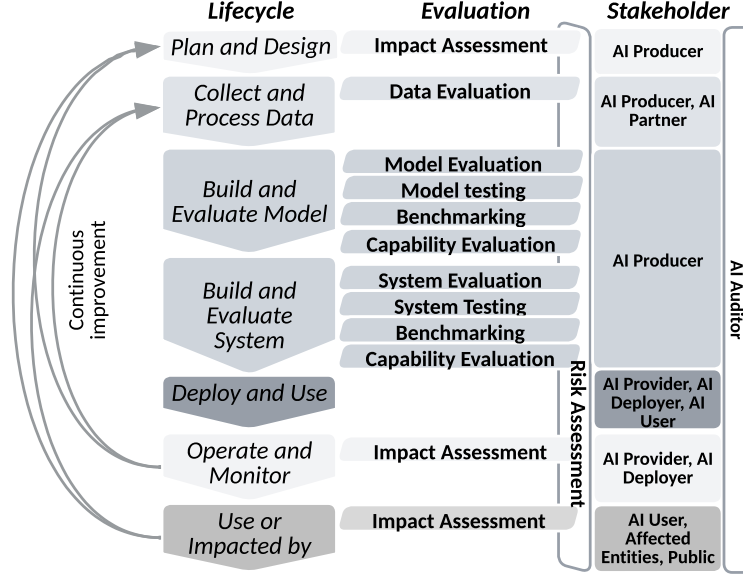 Lifecycle
Evaluation
Stakeholder
Plan and Design
Impact Assessment
AI Producer
Collect and
Process Data
Data Evaluation
AI Producer, AI
Partner
Build and
Evaluate Model
Model Evaluation
Model testing
Benchmarking
Capability Evaluation
AI Producer
Build and
Evaluate
System
System Evaluation
System Testing
Benchmarking
Capability Evaluation
Deploy and Use
AI Provider, AI
Deployer, AI
User
Operate and
Monitor
Impact Assessment
AI Provider, AI
Deployer
Use or
Impacted by
Impact Assessment
AI User,
Affected
Entities, Public
Continuous
improvement
Risk Assessment
AI Auditor